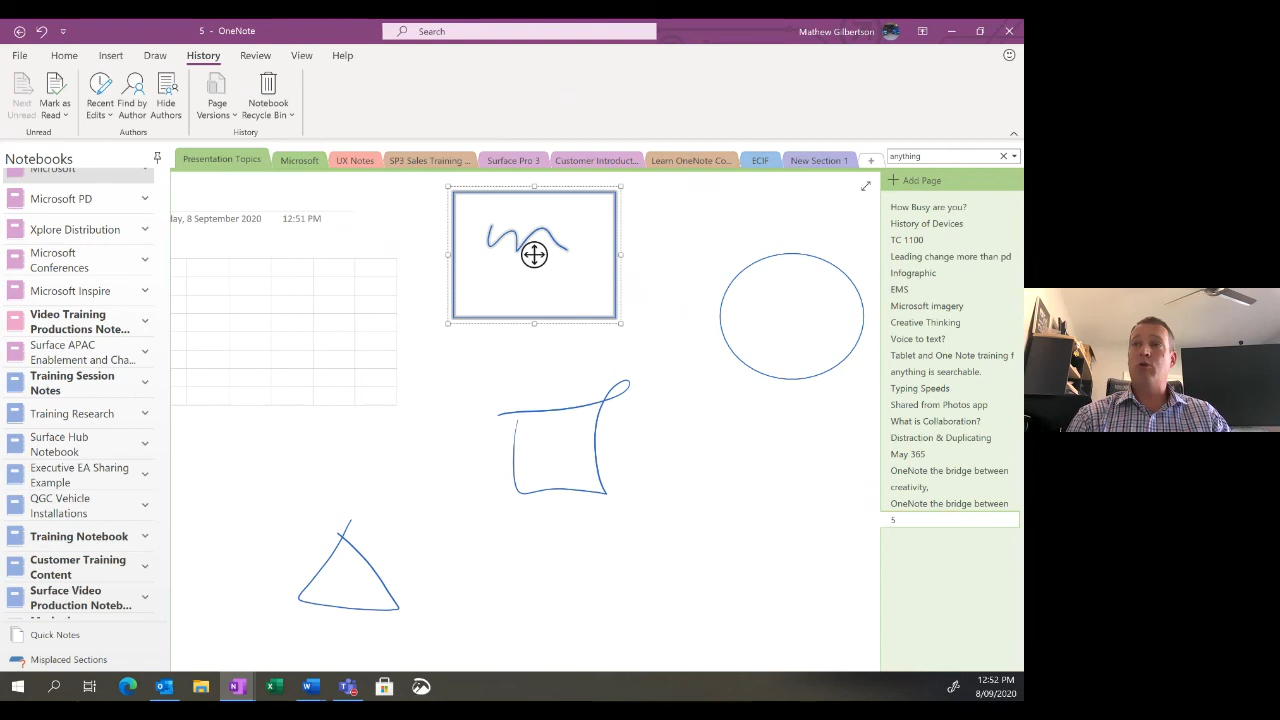 5 - OneNote
Search
Mathew Gilbertson
File
Home
Insert
Draw
History
Review
View
Help
Next Unread
Mark as Read
Recent Edits
Find by Author
Hide Authors
Page Versions
Notebook Recycle Bin
Unread
Authors
History
Notebooks
Presentation Topics
Microsoft
UX Notes
SP3 Sales Training ...
Surface Pro 3
Customer Introduct...
Learn OneNote Co...
ECIF
New Section 1
anything
Microsoft
Microsoft PD
Xplore Distribution
Microsoft
Conferences
Microsoft Inspire
Video Training
Productions Note...
Surface APAC
Enablement and Cha...
Training Session
Notes
Training Research
Surface Hub
Notebook
Executive EA Sharing
Example
QGC Vehicle
Installations
Training Notebook
Customer Training
Content
Surface Video
Production Noteb...
Quick Notes
Misplaced Sections
day, 8 September 2020
12:51 PM
Add Page
How Busy are you?
History of Devices
TC 1100
Leading change more than pd
Infographic
EMS
Microsoft imagery
Creative Thinking
Voice to text?
Tablet and One Note training f
anything is searchable.
Typing Speeds
Shared from Photos app
What is Collaboration?
Distraction & Duplicating
May 365
OneNote the bridge between
creativity,
OneNote the bridge between
5
12:52 PM
8/09/2020